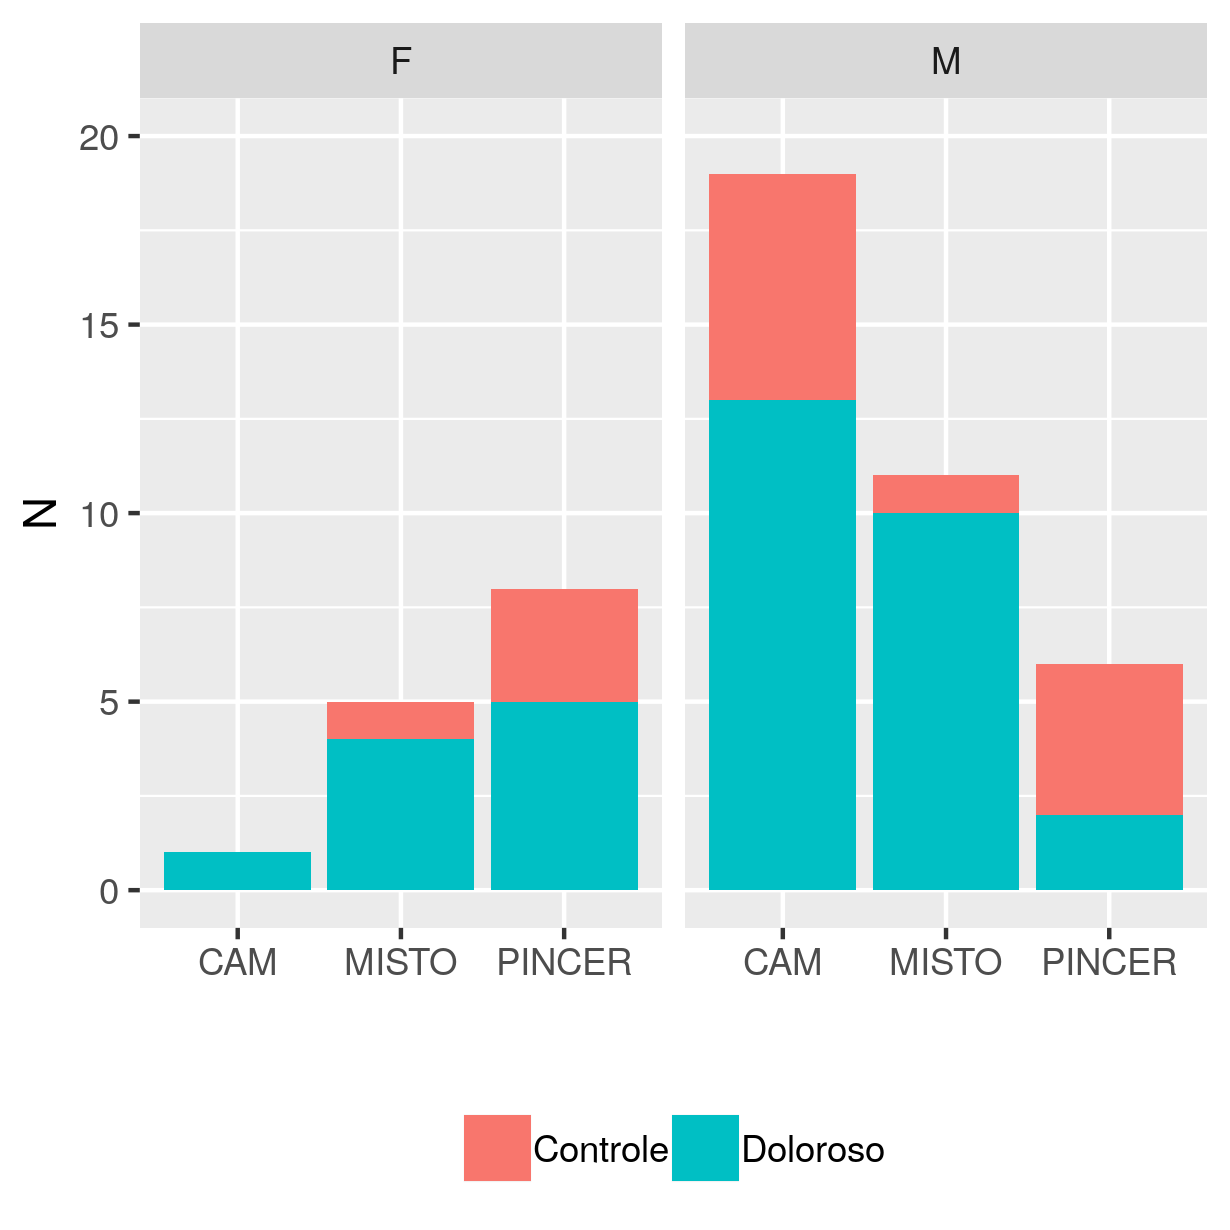 F M
N
20
15
10
5
0
CAM MISTO PINCER CAM MISTO PINCER
Controle Doloroso